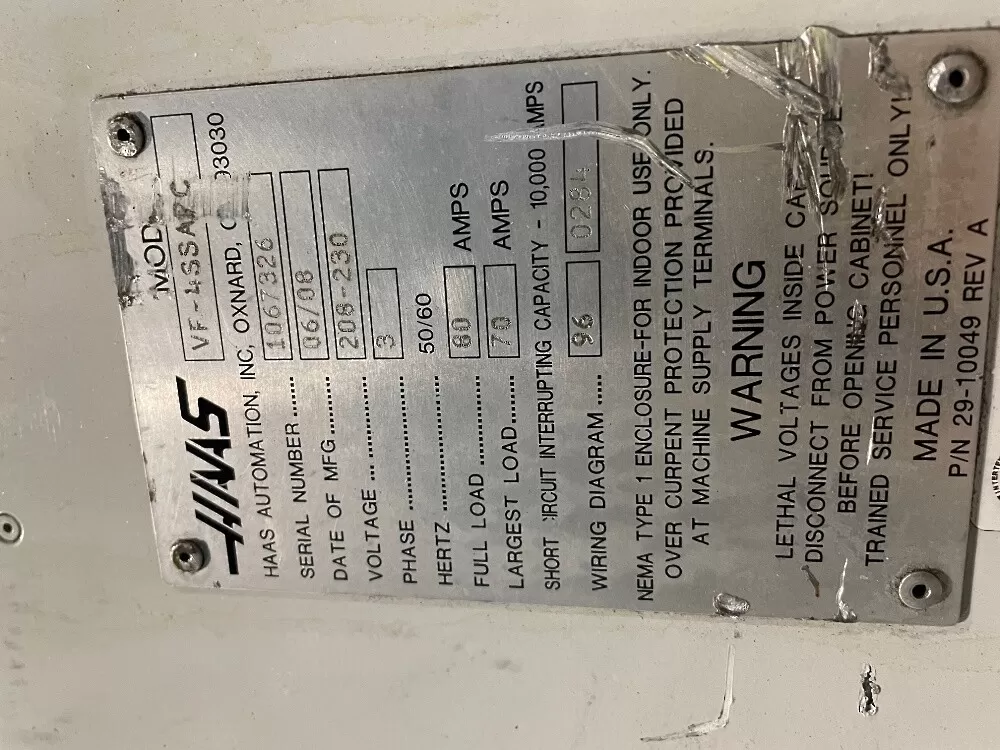 HAAS
MOD
VF-4SSAPC
HAAS AUTOMATION, INC, OXNARD, C 93030
SERIAL NUMBER ...... 1067326
DATE OF MFG ............ 06/08
VOLTAGE ... ............ 208-230
PHASE ..................... 3
HERTZ ..................... 50/60
FULL LOAD .............. 80 AMPS
LARGEST LOAD......... 70 AMPS
SHORT CIRCUIT INTERRUPTING CAPACITY - 10,000 AMPS
WIRING DIAGRAM ..... 96 0284
NEMA TYPE 1 ENCLOSURE-FOR INDOOR USE ONLY.
OVER CURRENT PROTECTION PROVIDED
AT MACHINE SUPPLY TERMINALS.
WARNING
LETHAL VOLTAGES INSIDE CA
DISCONNECT FROM POWER SOURCE
BEFORE OPENING CABINET!
TRAINED SERVICE PERSONNEL ONLY!
MADE IN U.S.A.
P/N 29-10049 REV A